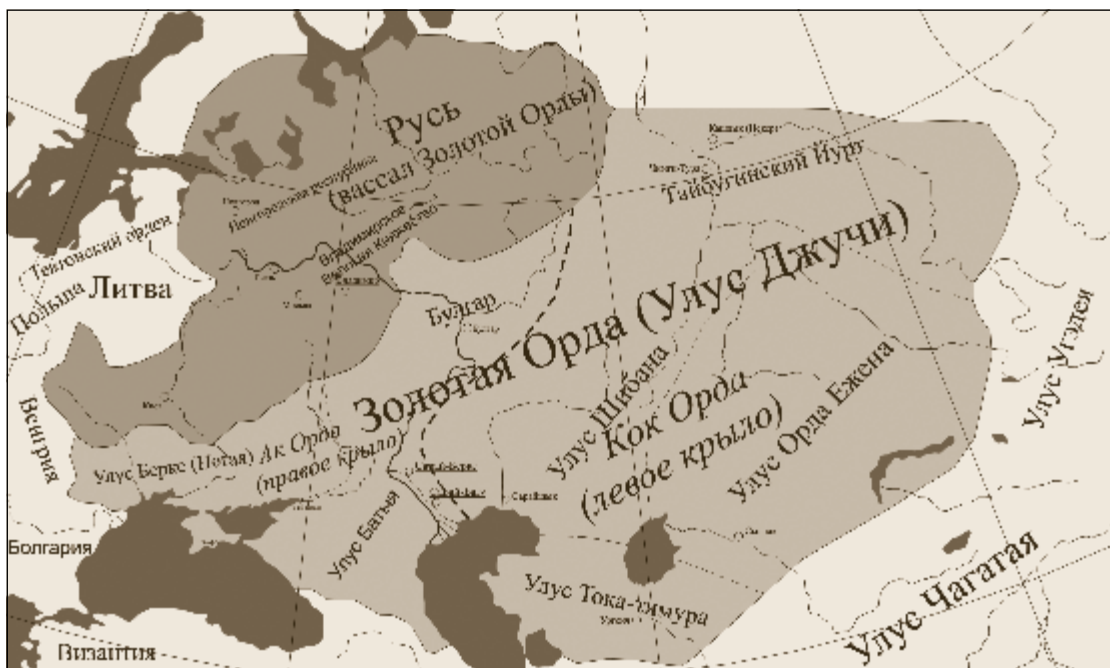 Русь
(вассал Золотой Орды)
Новгородская республика
Владимирское
Великое Княжество
Тевтонский орден
Польша
Литва
Венгрия
Болгария
Византия
Булгар
Тайбугинский Йурт
Золотая Орда (Улус Джучи)
Улус Шибана
Кок Орда
(левое крыло)
Улус Орда Ежена
Улус Берке (Ногая)
Ак Орда
(правое крыло)
Улус Батыя
Сарайчик
Улус Тока-тимура
Улус Угэдея
Улус Чагатая